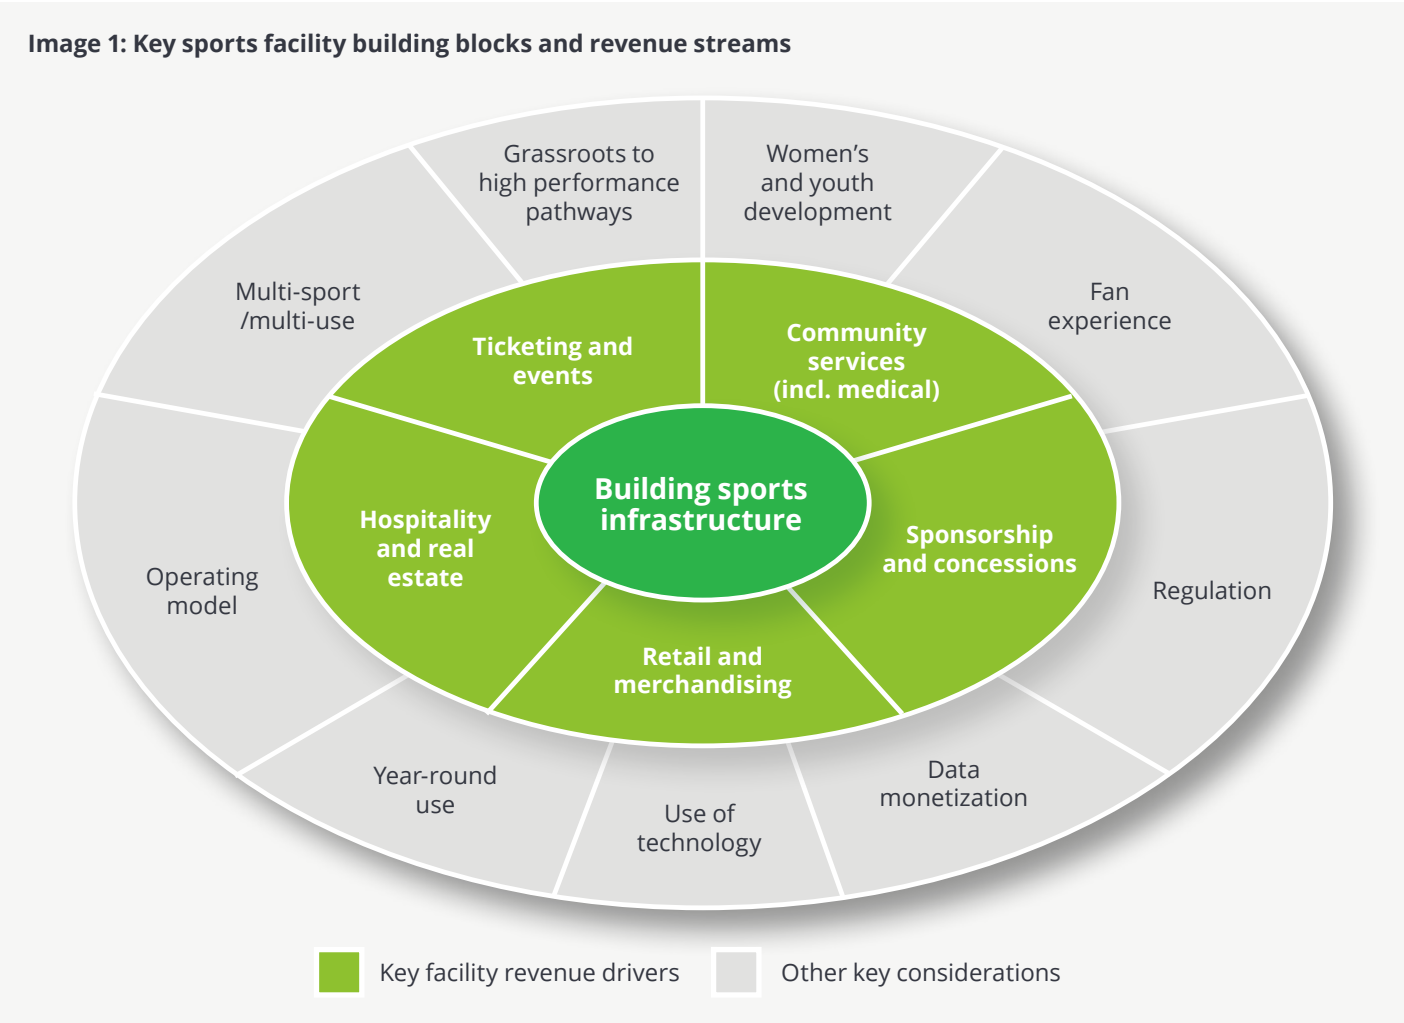 Image 1: Key sports facility building blocks and revenue streams
Grassroots to
high performance
pathways
Women’s
and youth
development
Multi-sport
/multi-use
Fan
experience
Ticketing and
events
Community
services
(incl. medical)
Building sports
infrastructure
Hospitality
and real
estate
Sponsorship
and concessions
Operating
model
Regulation
Retail and
merchandising
Year-round
use
Use of
technology
Data
monetization
Key facility revenue drivers
Other key considerations